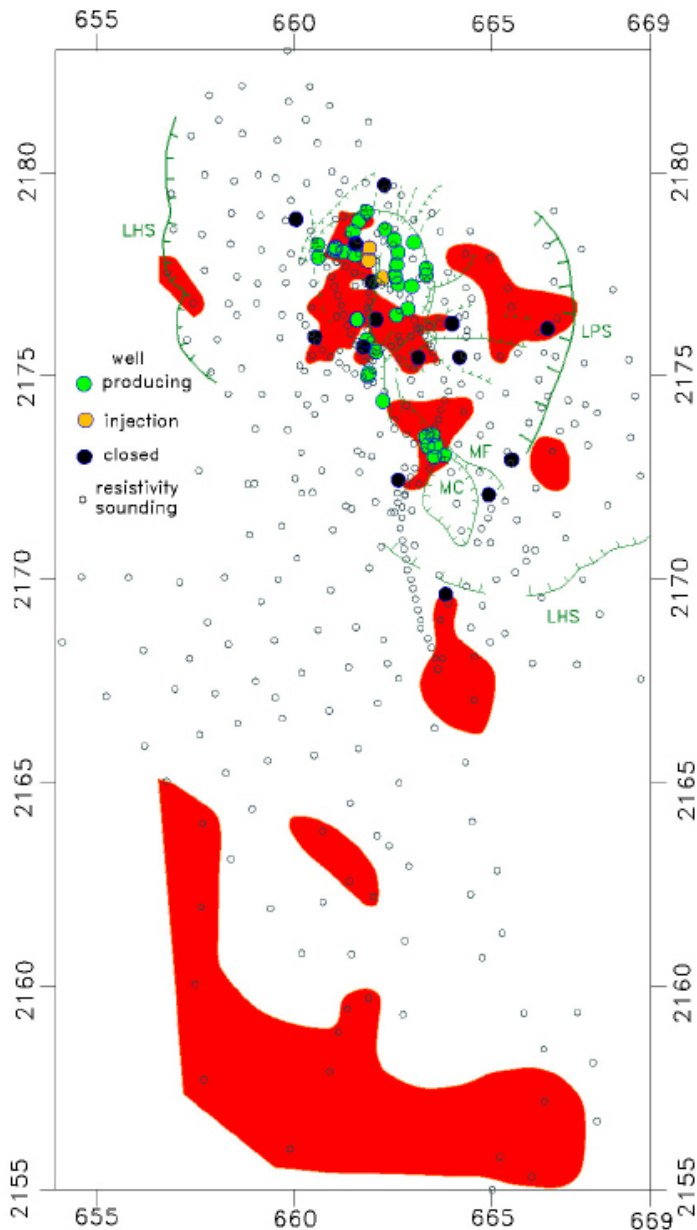 655 660 665 669
2180 2180
LHS
LPS
2175 2175
well
producing
injection
closed
resistivity
sounding
MF
MC
2170 2170
LHS
2165 2165
2160 2160
2155 2155
655 660 665 669